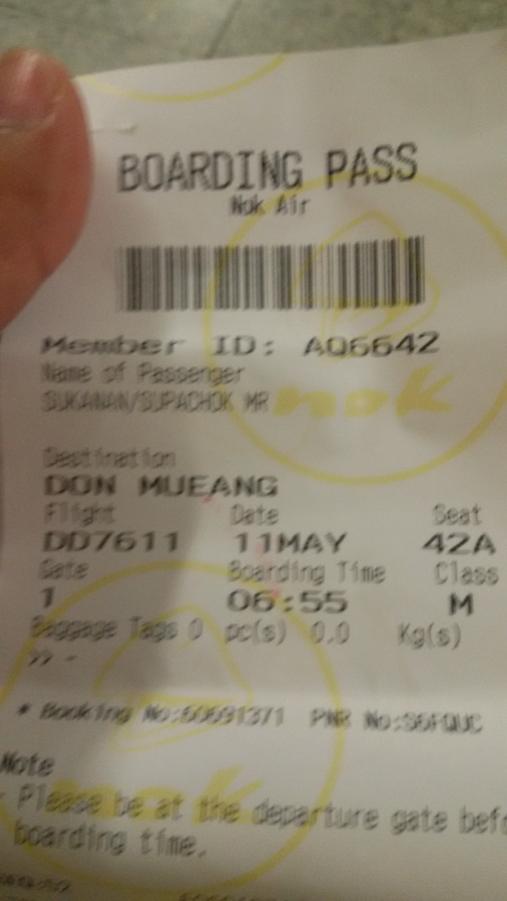 BOARDING PASS
Nok Air
Member ID: AQ6642
Name of Passenger
SUKANAN/SUPACHOK MR
nok
Destination
DON MUEANG
Flight Date Seat
DD7611 11MAY 42A
Gate Boarding Time Class
1 06:55 M
Baggage Tags 0 pc(s) 0.0 Kg(s)
>> -
* Booking No:60691371 PNR No:S6FQUC
nok
Note
- Please be at the departure gate
boarding time.